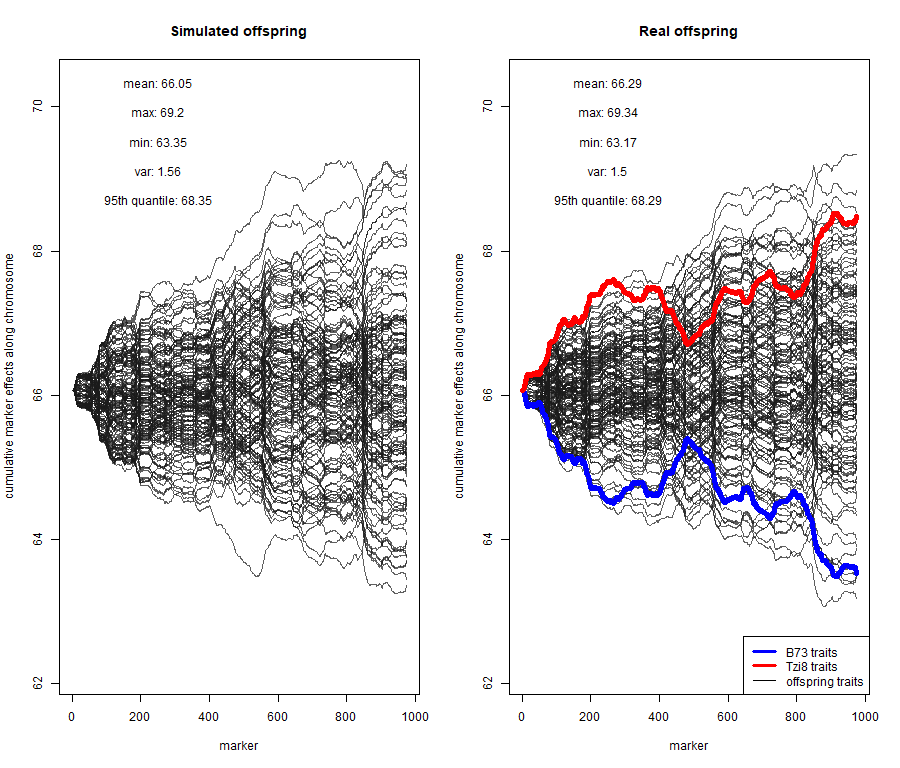 Simulated offspring
mean: 66.05
max: 69.2
min: 63.35
var: 1.56
95th quantile: 68.35
cumulative marker effects along chromosome
70
68
66
64
62
0 200 400 600 800 1000
marker
Real offspring
mean: 66.29
max: 69.34
min: 63.17
var: 1.5
95th quantile: 68.29
cumulative marker effects along chromosome
70
68
66
64
62
B73 traits
Tzi8 traits
offspring traits
0 200 400 600 800 1000
marker